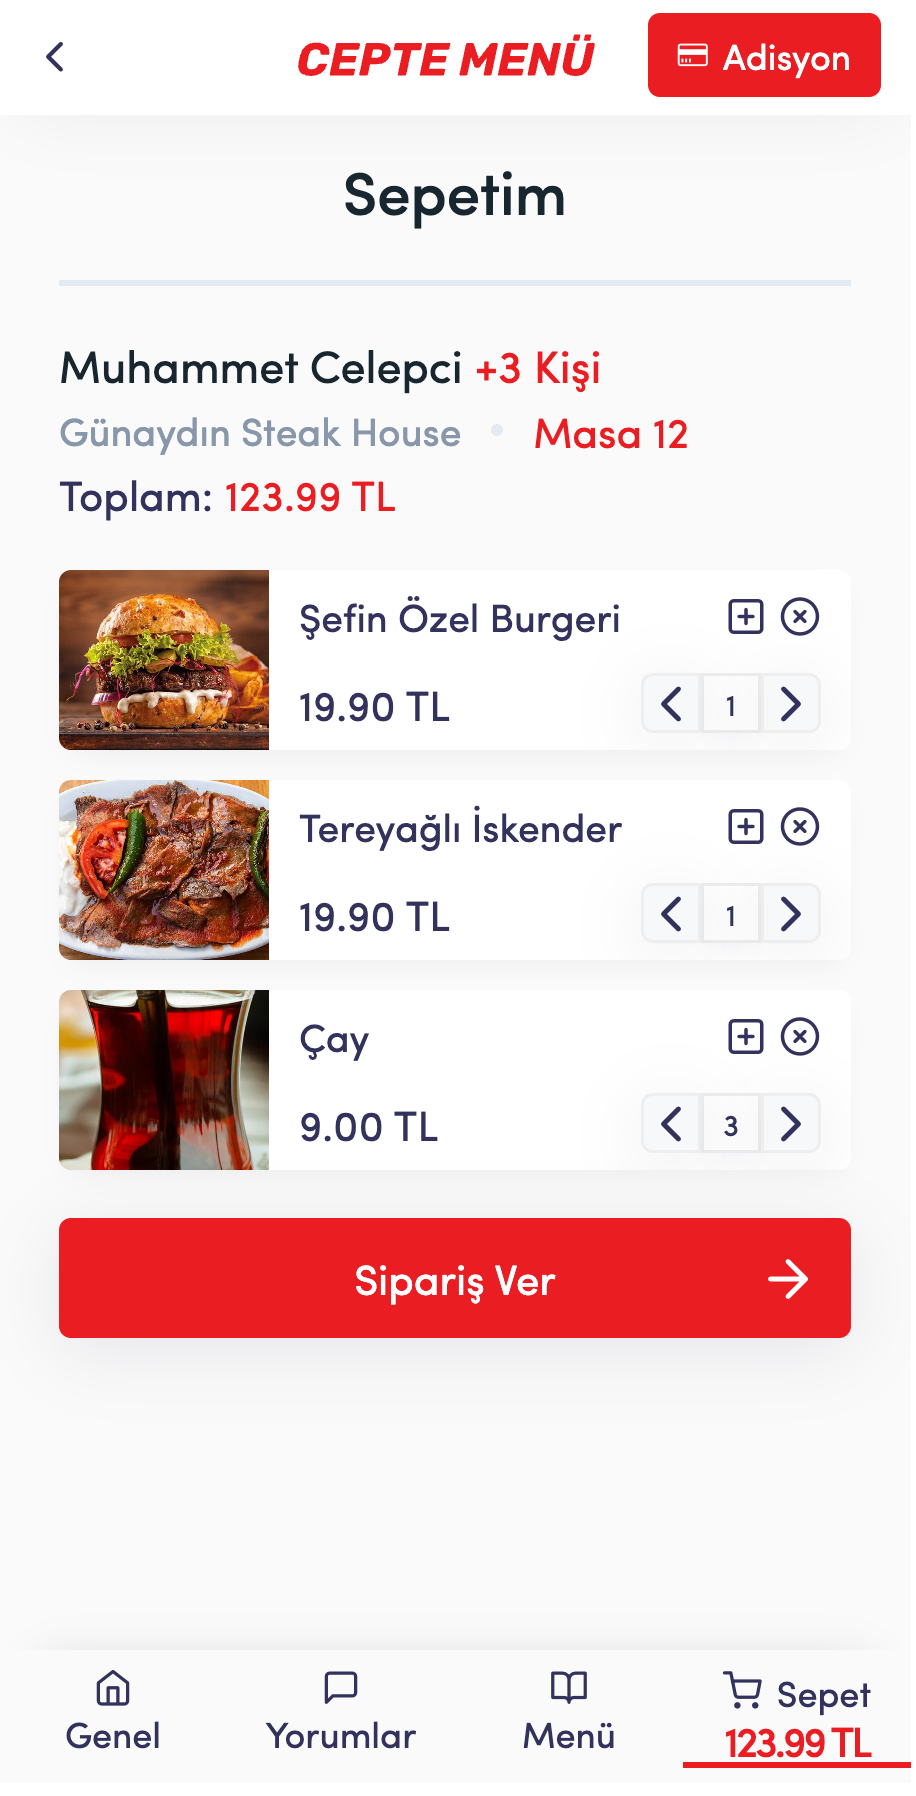 CEPTE MENÜ
Adisyon
Sepetim
Muhammet Celepci +3 Kişi
Günaydın Steak House • Masa 12
Toplam: 123.99 TL
Şefin Özel Burgeri
19.90 TL
1
Tereyağlı İskender
19.90 TL
1
Çay
9.00 TL
3
Sipariş Ver
Genel
Yorumlar
Menü
Sepet
123.99 TL